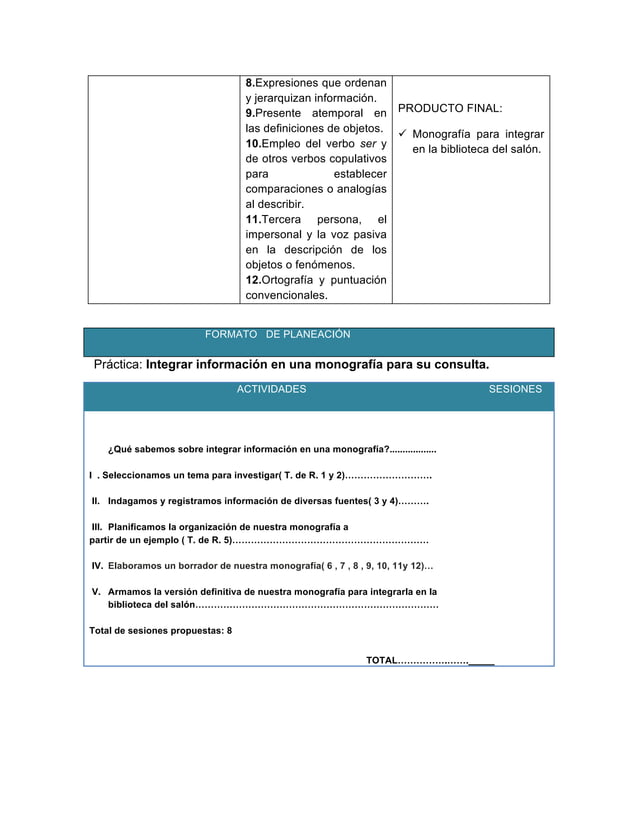 8.Expresiones que ordenan
y jerarquizan información.
9.Presente atemporal en
las definiciones de objetos.
10.Empleo del verbo ser y
de otros verbos copulativos
para establecer
comparaciones o analogías
al describir.
11.Tercera persona, el
impersonal y la voz pasiva
en la descripción de los
objetos o fenómenos.
12.Ortografía y puntuación
convencionales.
PRODUCTO FINAL:
✓ Monografía para integrar
en la biblioteca del salón.
FORMATO DE PLANEACIÓN
Práctica: Integrar información en una monografía para su consulta.
ACTIVIDADES SESIONES
¿Qué sabemos sobre integrar información en una monografía?..................
I . Seleccionamos un tema para investigar( T. de R. 1 y 2)……………………….
II. Indagamos y registramos información de diversas fuentes( 3 y 4)……….
III. Planificamos la organización de nuestra monografía a
partir de un ejemplo ( T. de R. 5)………………………………………………………
IV. Elaboramos un borrador de nuestra monografía( 6 , 7 , 8 , 9, 10, 11y 12)…
V. Armamos la versión definitiva de nuestra monografía para integrarla en la
biblioteca del salón……………………………………………………………………
Total de sesiones propuestas: 8
TOTAL…………………._____